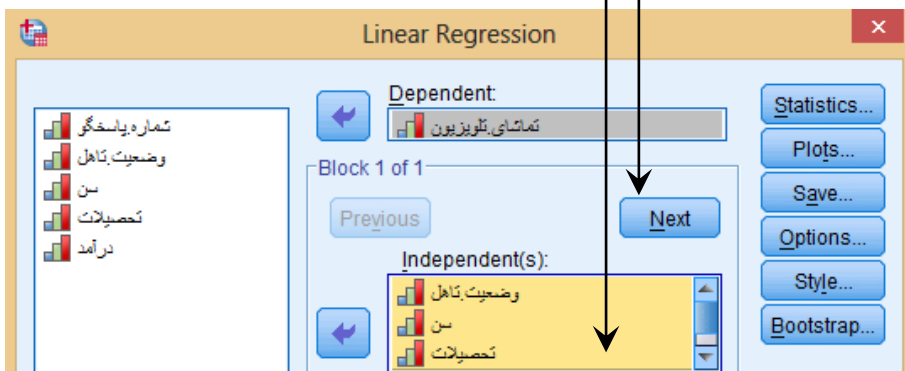 Linear Regression
شماره.پاسخگو
وضعیت.تاهل
سن
تحصیلات
درآمد
Dependent:
تماشای.تلویزیون
Block 1 of 1
Previous
Next
Independent(s):
وضعیت.تاهل
سن
تحصیلات
Statistics...
Plots...
Save...
Options...
Style...
Bootstrap...